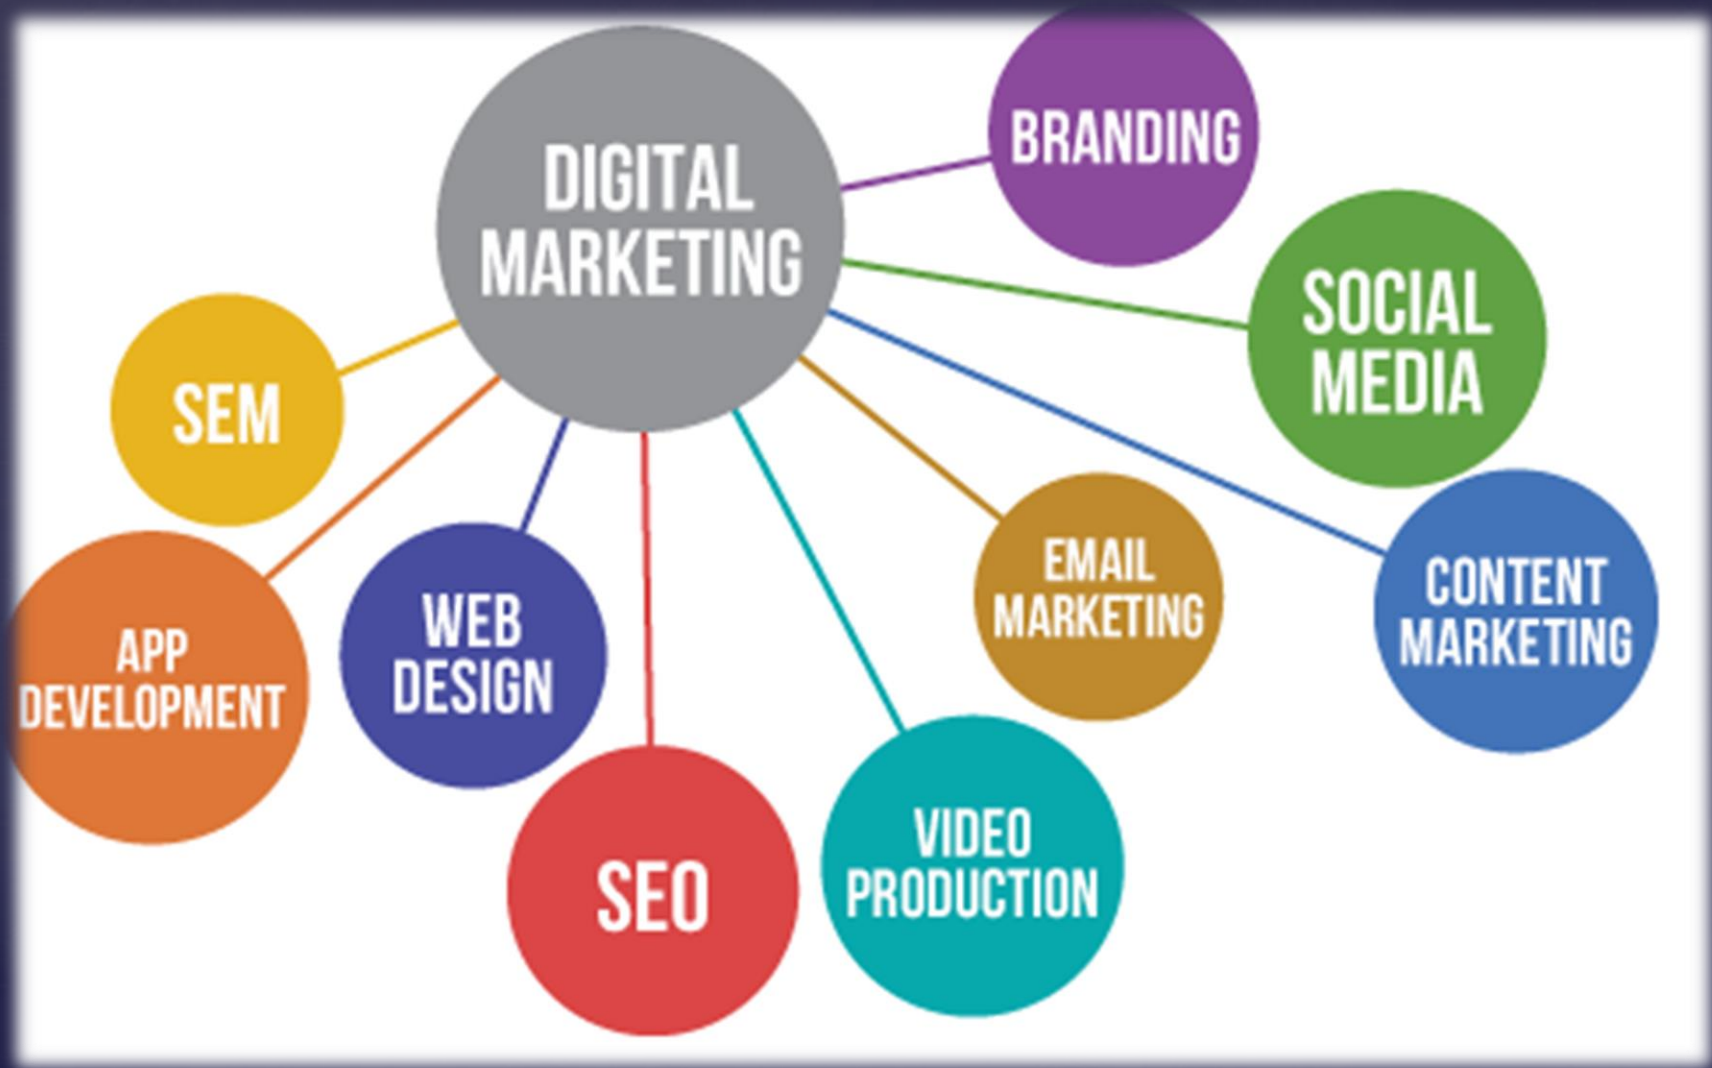 DIGITAL
MARKETING
BRANDING
SOCIAL
MEDIA
CONTENT
MARKETING
EMAIL
MARKETING
VIDEO
PRODUCTION
SEO
WEB
DESIGN
APP
DEVELOPMENT
SEM